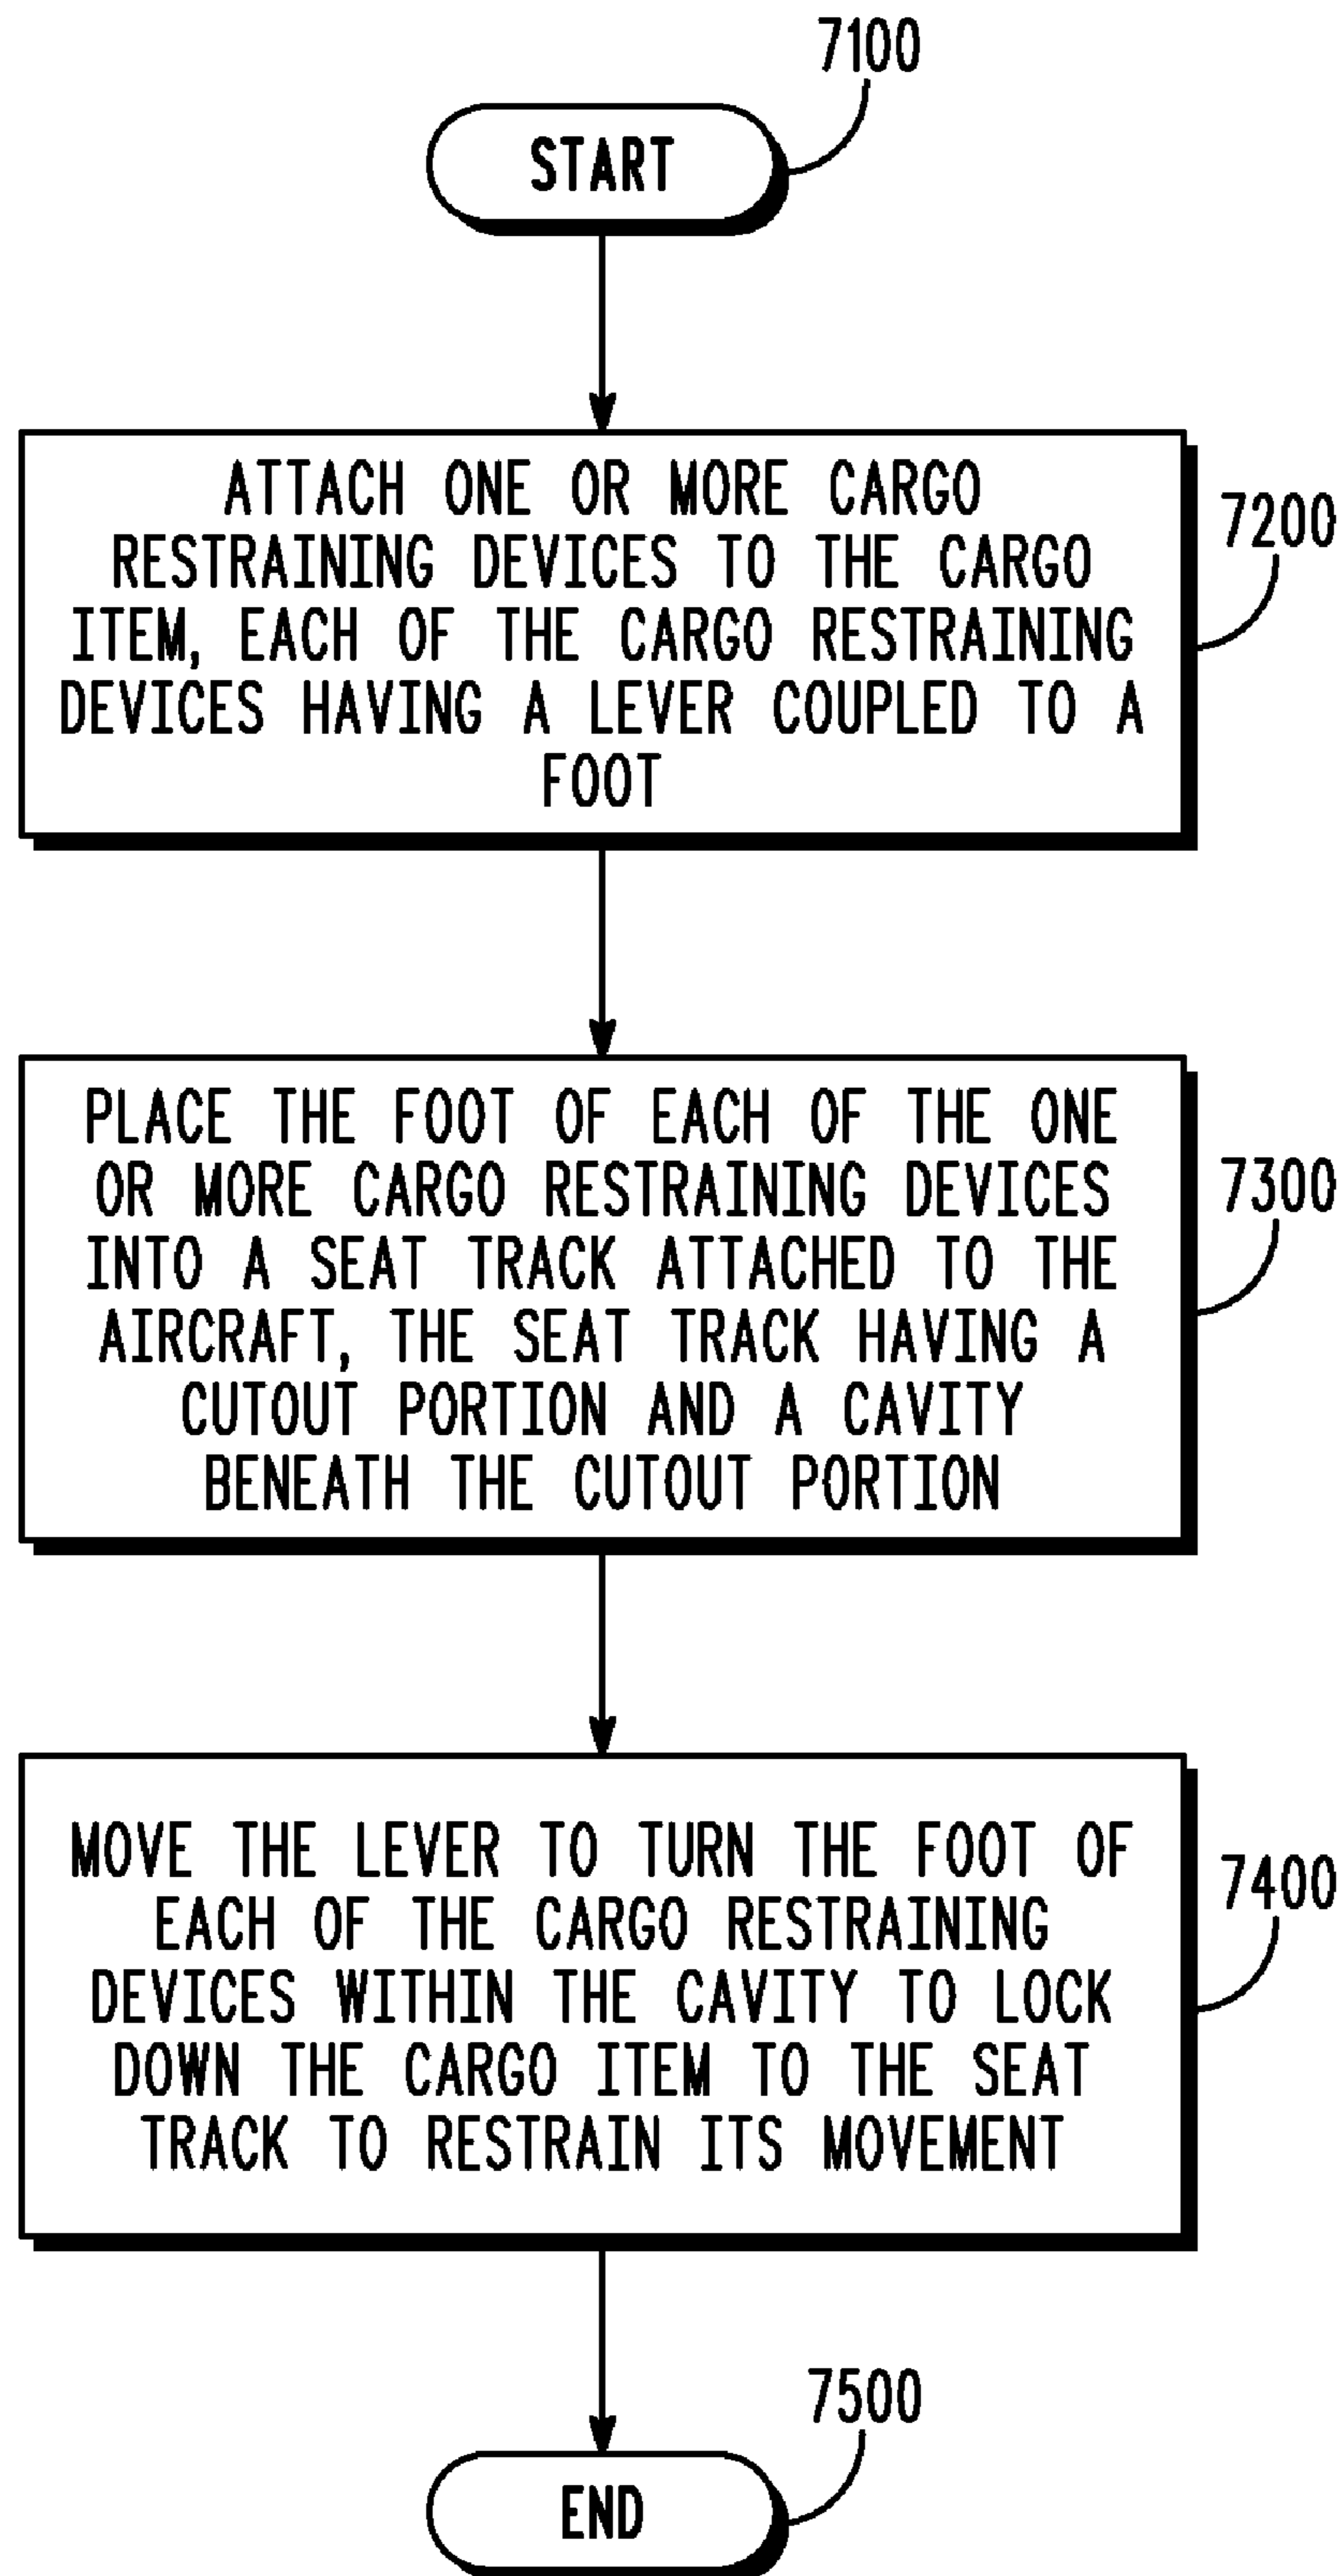 7100
START
ATTACH ONE OR MORE CARGO
RESTRAINING DEVICES TO THE CARGO
ITEM, EACH OF THE CARGO RESTRAINING
DEVICES HAVING A LEVER COUPLED TO A
FOOT
7200
PLACE THE FOOT OF EACH OF THE ONE
OR MORE CARGO RESTRAINING DEVICES
INTO A SEAT TRACK ATTACHED TO THE
AIRCRAFT, THE SEAT TRACK HAVING A
CUTOUT PORTION AND A CAVITY
BENEATH THE CUTOUT PORTION
7300
MOVE THE LEVER TO TURN THE FOOT OF
EACH OF THE CARGO RESTRAINING
DEVICES WITHIN THE CAVITY TO LOCK
DOWN THE CARGO ITEM TO THE SEAT
TRACK TO RESTRAIN ITS MOVEMENT
7400
7500
END